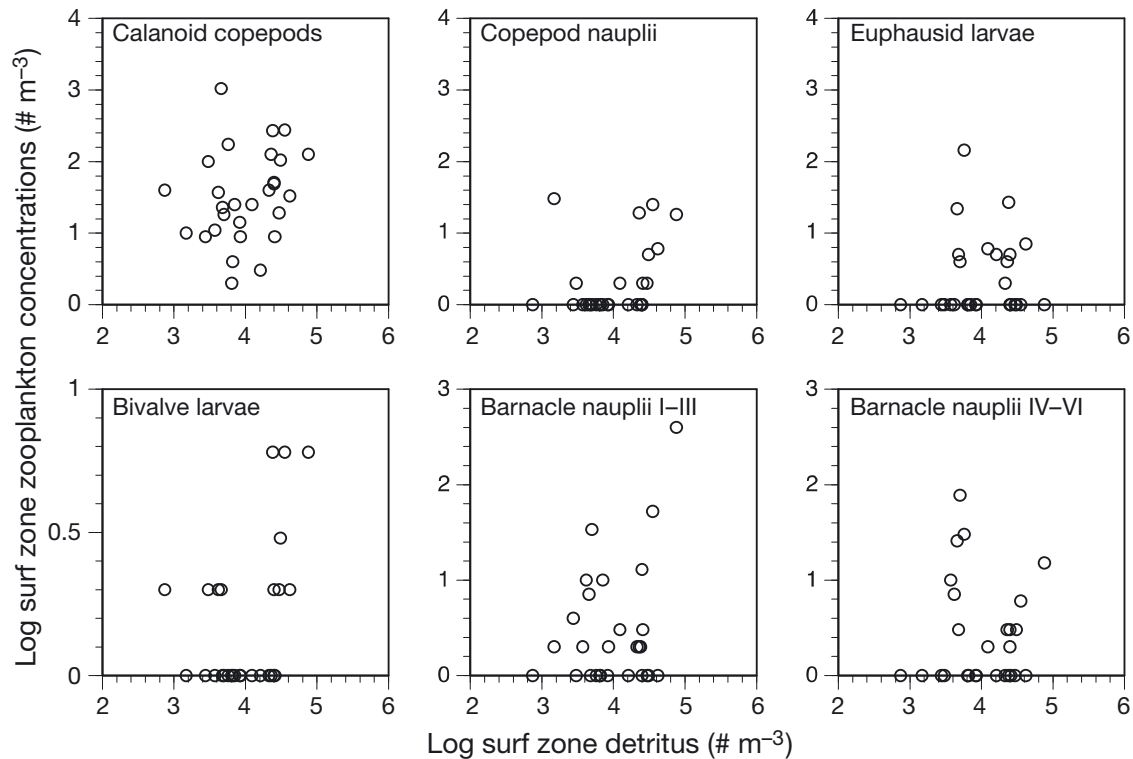 Log surf zone zooplankton concentrations (# m⁻³)
Calanoid copepods
4
3
2
1
0
2 3 4 5 6
Copepod nauplii
4
3
2
1
0
2 3 4 5 6
Euphausid larvae
4
3
2
1
0
2 3 4 5 6
Bivalve larvae
1
0.5
0
2 3 4 5 6
Barnacle nauplii I–III
3
2
1
0
2 3 4 5 6
Barnacle nauplii IV–VI
3
2
1
0
2 3 4 5 6
Log surf zone detritus (# m⁻³)